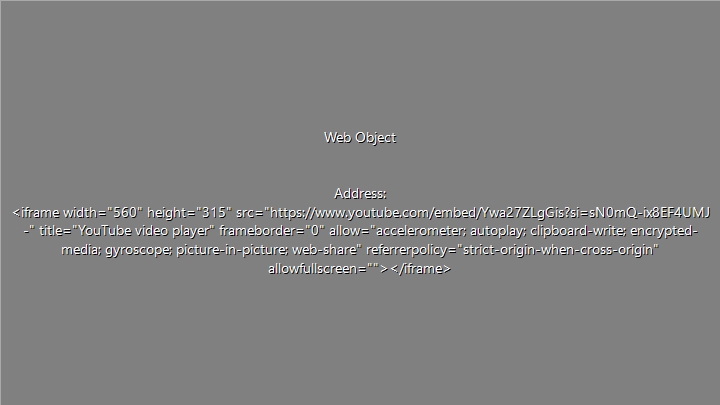 Web Object
Address:
<iframe width="560" height="315" src="https://www.youtube.com/embed/Ywa27ZLgGis?si=sN0mQ-ix8EF4UMJ
-" title="YouTube video player" frameborder="0" allow="accelerometer; autoplay; clipboard-write; encrypted-
media; gyroscope; picture-in-picture; web-share" referrerpolicy="strict-origin-when-cross-origin"
allowfullscreen=""></iframe>